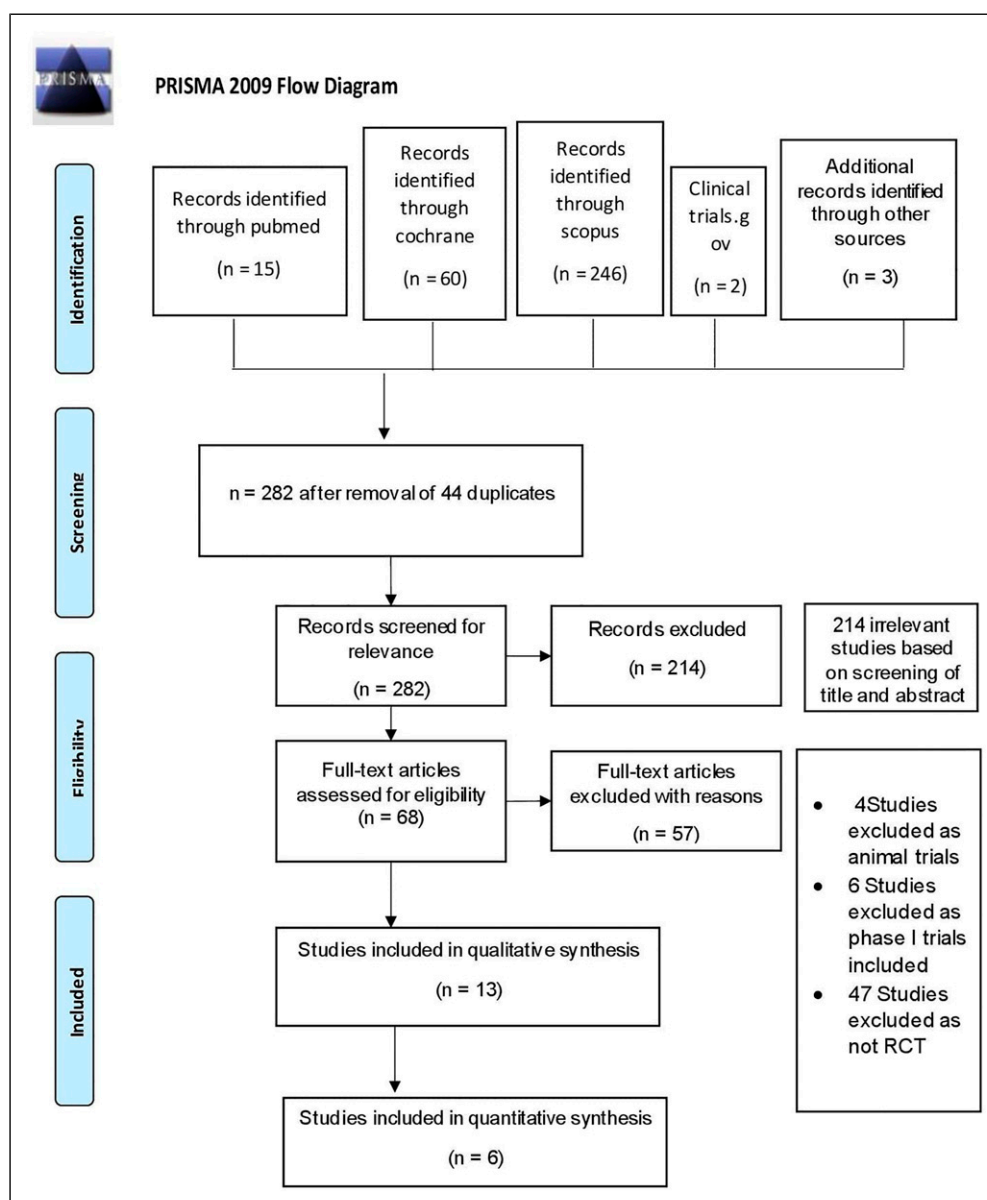 PRISMA
PRISMA 2009 Flow Diagram
Identification
Records identified
through pubmed
(n = 15)
Records
identified
through
cochrane
(n = 60)
Records
identified
through
scopus
(n = 246)
Clinical
trials.g
ov
(n = 2)
Additional
records identified
through other
sources
(n = 3)
Screening
n = 282 after removal of 44 duplicates
Records screened for
relevance
(n = 282)
Records excluded
(n = 214)
214 irrelevant
studies based
on screening of
title and abstract
Eligibility
Full-text articles
assessed for eligibility
(n = 68)
Full-text articles
excluded with reasons
(n = 57)
• 4Studies
excluded as
animal trials
• 6 Studies
excluded as
phase I trials
included
• 47 Studies
excluded as
not RCT
Included
Studies included in qualitative synthesis
(n = 13)
Studies included in quantitative synthesis
(n = 6)